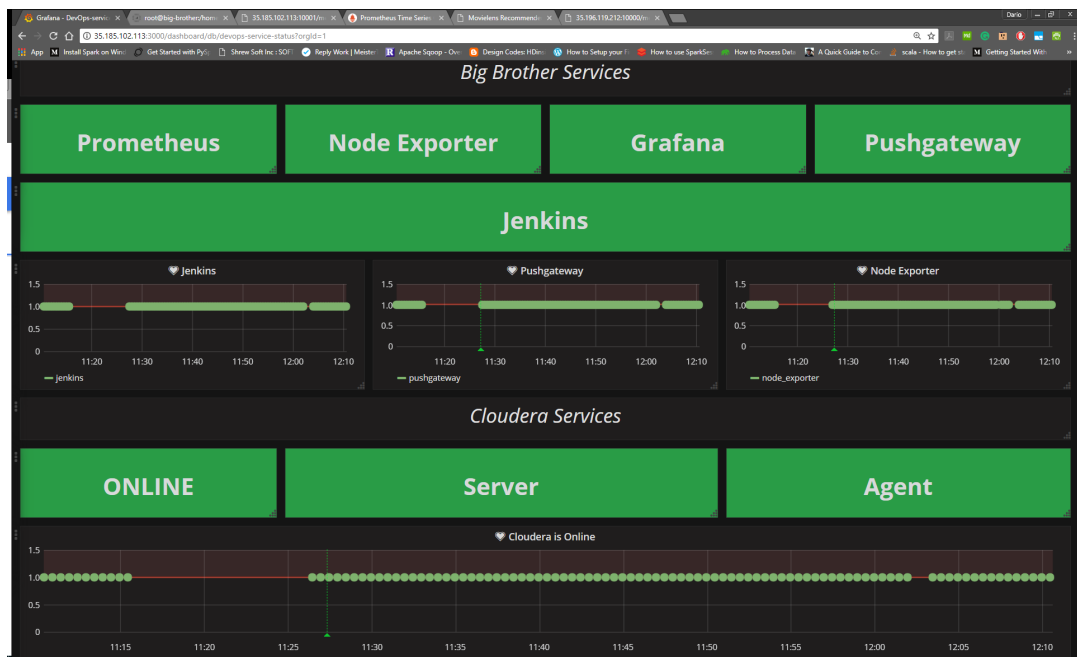 Grafana - DevOps-servic
root@big-brother/home
35.185.102.113:10001/m
Prometheus Time Series
Movielens Recommende
35.196.119.212:10000/m
Dario
35.185.102.113:3000/dashboard/db/devops-service-status?orgId=1
App
Install Spark on Wind
Get Started with PyS
Shrew Soft Inc : SOF
Reply Work | Meister
Apache Sqoop - Ove
Design Codes: HDIns
How to Setup your F
How to use SparkSes
How to Process Data
A Quick Guide to Co
scala - How to get st
Getting Started With
»
Big Brother Services
Prometheus
Node Exporter
Grafana
Pushgateway
Jenkins
Jenkins
1.5
1.0
0.5
0
11:20 11:30 11:40 11:50 12:00 12:10
jenkins
Pushgateway
1.5
1.0
0.5
0
11:20 11:30 11:40 11:50 12:00 12:10
pushgateway
Node Exporter
1.5
1.0
0.5
0
11:20 11:30 11:40 11:50 12:00 12:10
node_exporter
Cloudera Services
ONLINE
Server
Agent
Cloudera is Online
1.5
1.0
0.5
0
11:15 11:20 11:25 11:30 11:35 11:40 11:45 11:50 11:55 12:00 12:05 12:10